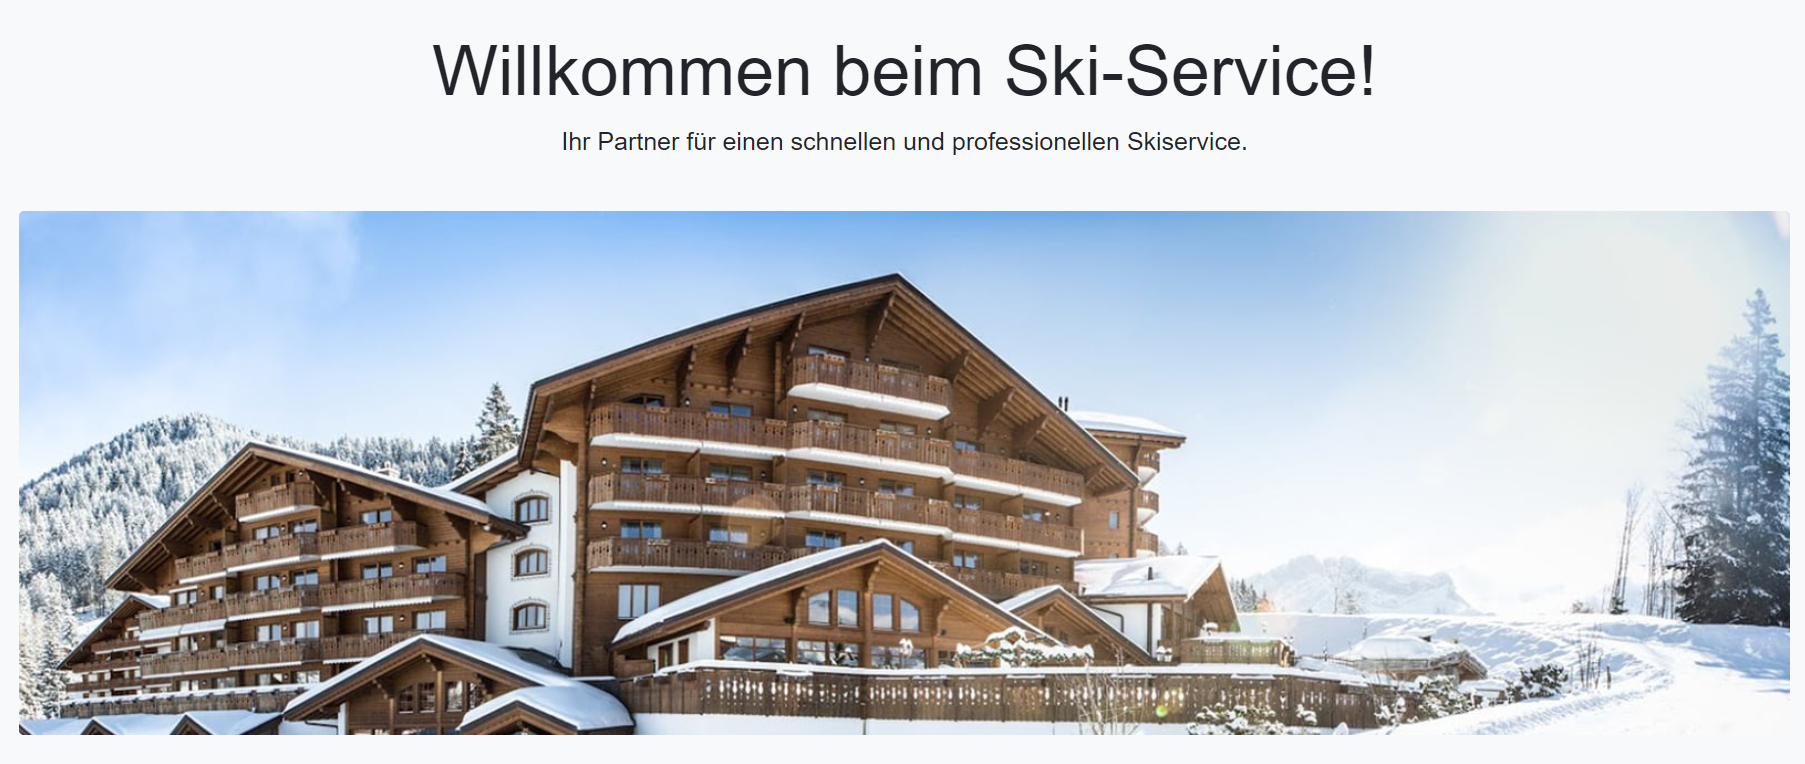 Willkommen beim Ski-Service!
Ihr Partner für einen schnellen und professionellen Skiservice.